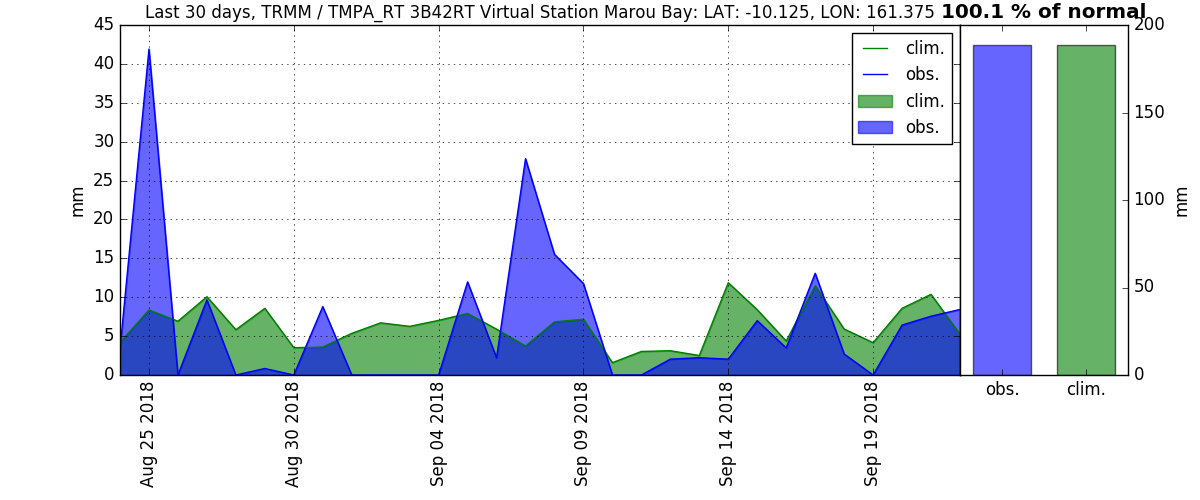 Last 30 days, TRMM / TMPA_RT 3B42RT Virtual Station Marou Bay: LAT: -10.125, LON: 161.375 100.1 % of normal
45
40
35
30
25
20
15
10
5
0
mm
clim.
obs.
clim.
obs.
Aug 25 2018
Aug 30 2018
Sep 04 2018
Sep 09 2018
Sep 14 2018
Sep 19 2018
200
150
100
50
0
mm
obs.
clim.